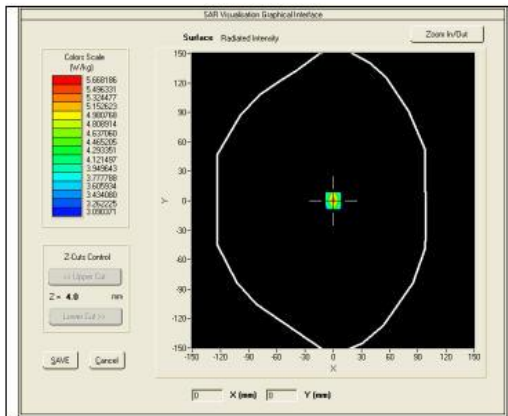 SAR Visualisation Graphical Interface
Surface Radiated Intensity
Zoom In/Out
Colors Scale
(W/kg)
5.668186
5.496331
5.324477
5.152623
4.980768
4.808914
4.637060
4.465205
4.293351
4.121497
3.949643
3.777788
3.605934
3.434080
3.262225
3.090371
Z-Cuts Control
<< Upper Cut
Z = 4.0 mm
Lower Cut >>
SAVE Cancel
150
120
90
60
30
0
-30
-60
-90
-120
-150
Y
-150 -120 -90 -60 -30 0 30 60 90 120 150
X
0 X (mm) 0 Y (mm)